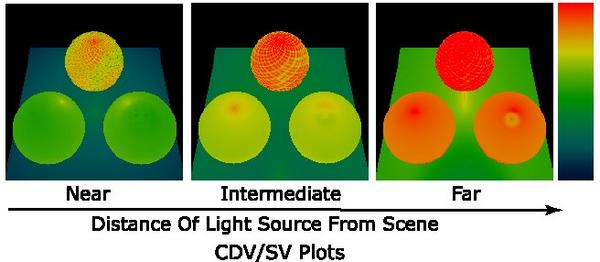 Near Intermediate Far
Distance Of Light Source From Scene
CDV/SV Plots